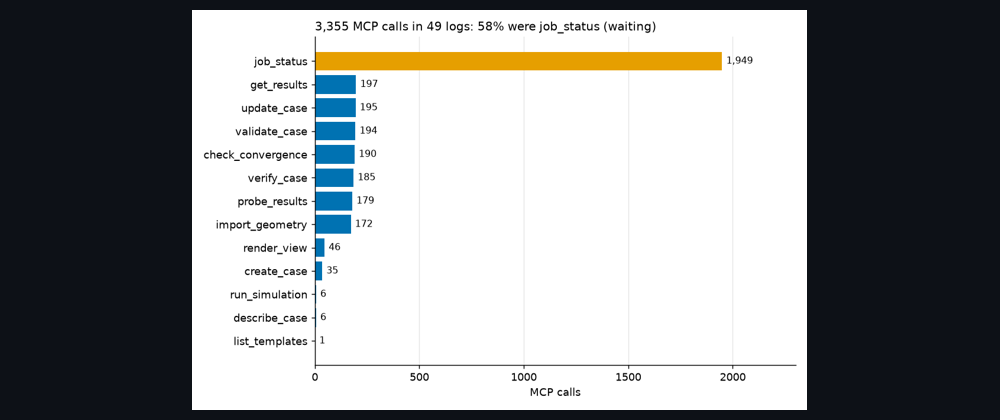 3,355 MCP calls in 49 logs: 58% were job_status (waiting)
job_status 1,949
get_results 197
update_case 195
validate_case 194
check_convergence 190
verify_case 185
probe_results 179
import_geometry 172
render_view 46
create_case 35
run_simulation 6
describe_case 6
list_templates 1
0 500 1000 1500 2000
MCP calls